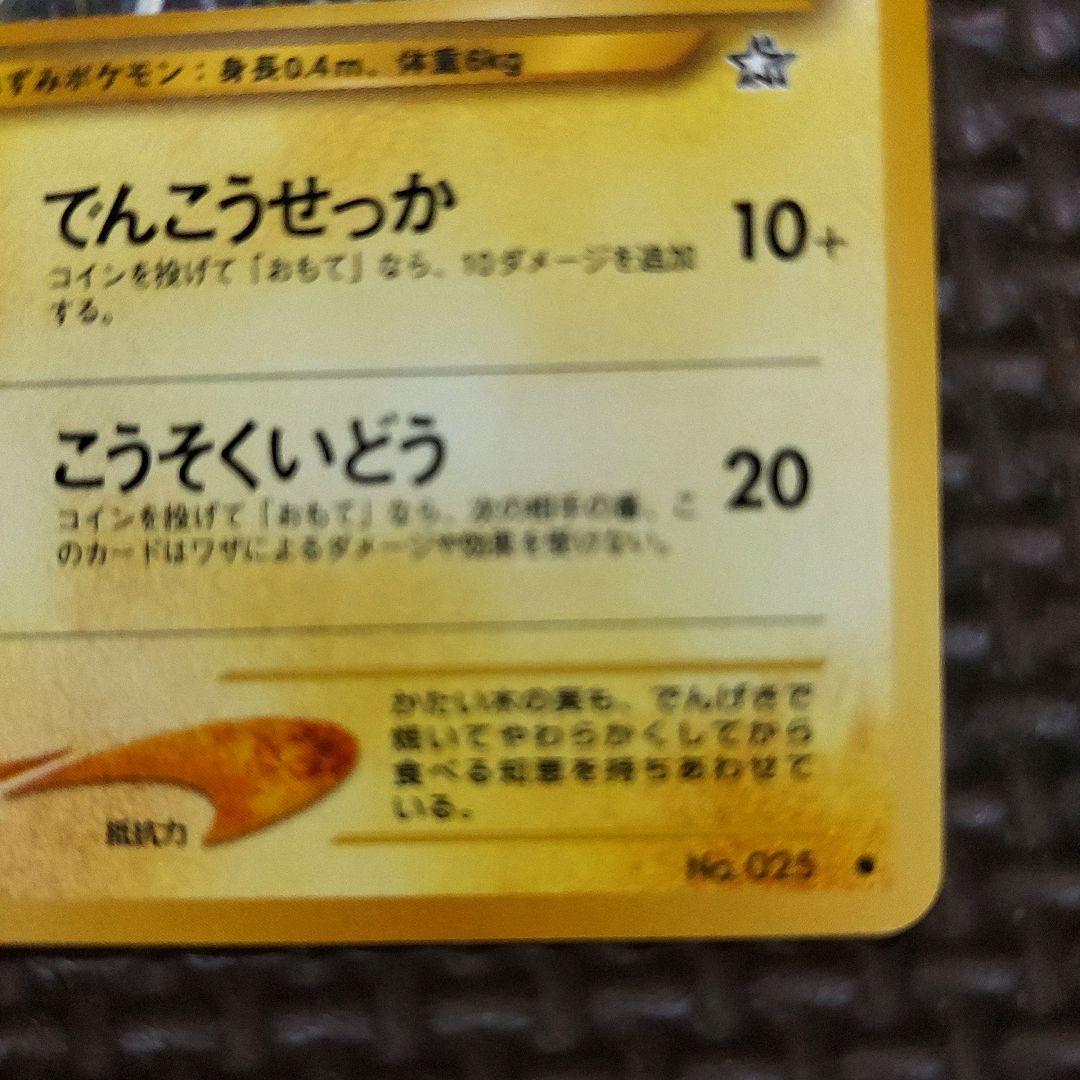 ずみポケモン：身長0.4m、体重6kg
でんこうせっか
10+
コインを投げて「おもて」なら、10ダメージを追加
する。
こうそくいどう
20
コインを投げて「おもて」なら、次の相手の番、こ
のカードはワザによるダメージや効果を受けない。
かたい木の実も、でんげきで
焼いてやわらかくしてから
食べる知恵を持ちあわせて
いる。
抵抗力
No. 025